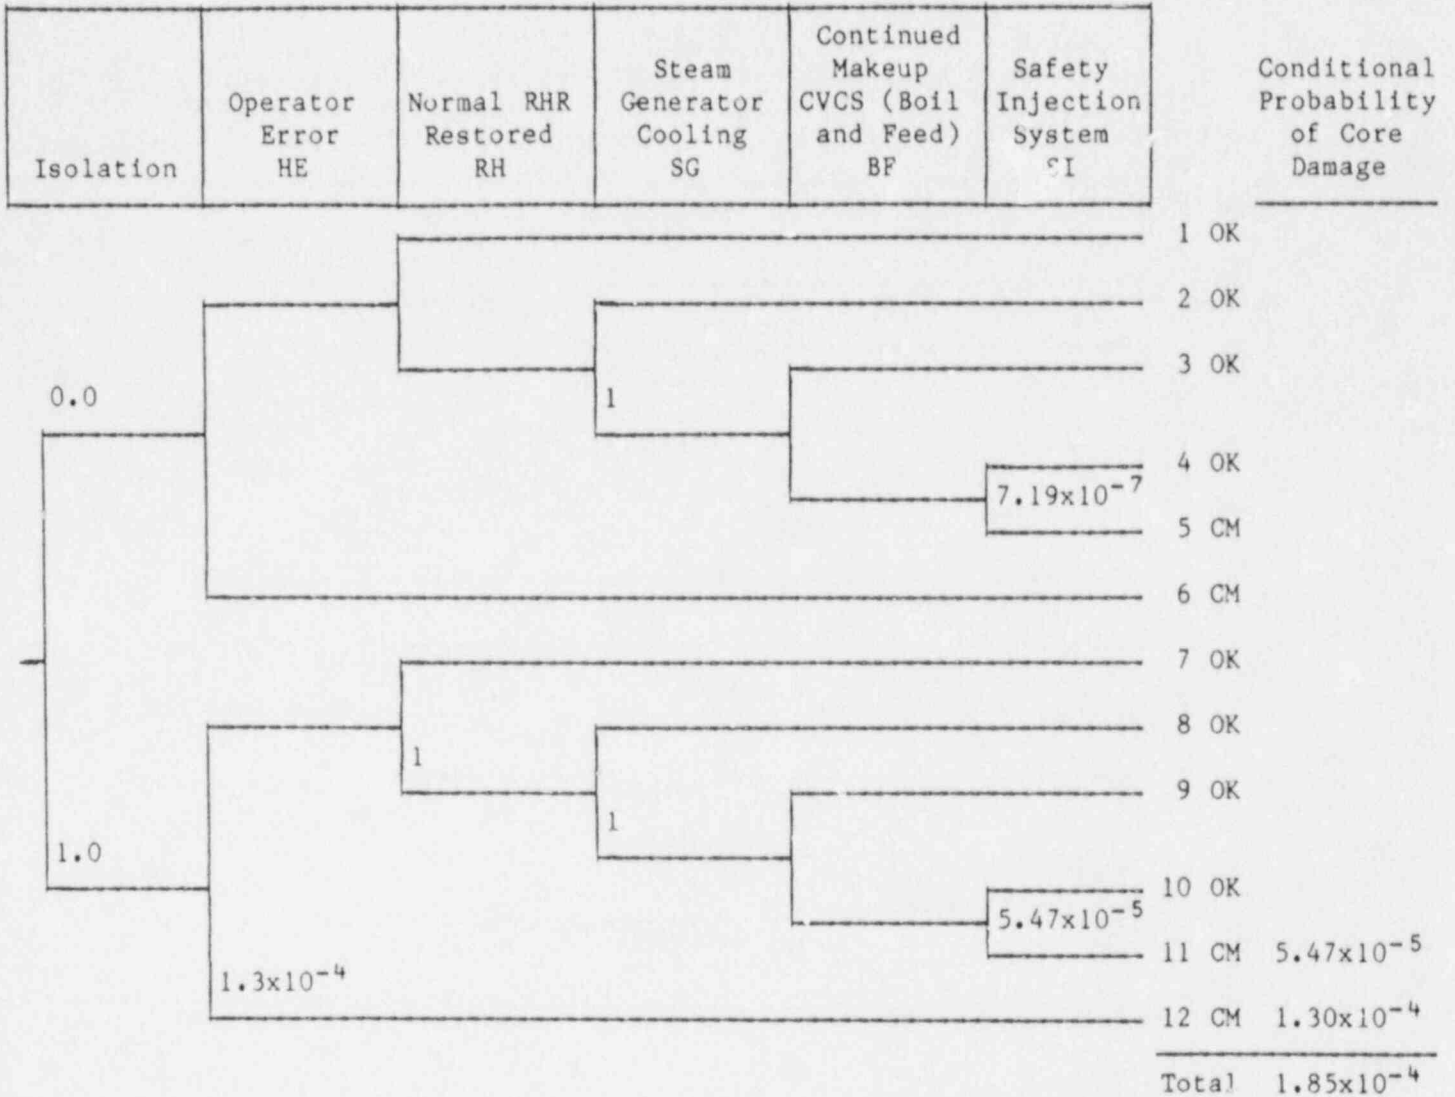 Isolation
Operator
Error
HE
Normal RHR
Restored
RH
Steam
Generator
Cooling
SG
Continued
Makeup
CVCS (Boil
and Feed)
BF
Safety
Injection
System
SI
Conditional
Probability
of Core
Damage
1 OK
2 OK
3 OK
0.0
1
4 OK
7.19x10⁻⁷
5 CM
6 CM
7 OK
8 OK
1
9 OK
1
1.0
10 OK
5.47x10⁻⁵
11 CM 5.47x10⁻⁵
1.3x10⁻⁴
12 CM 1.30x10⁻⁴
Total 1.85x10⁻⁴